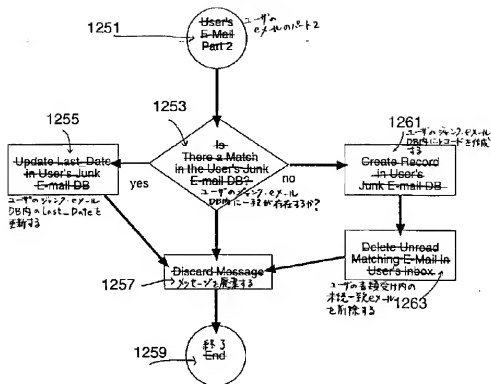 1251
User's
E-Mail
Part 2
ユーザの
eメールのパート2
1253
Is
There a Match
in the User's Junk
E-mail DB?
ユーザのジャンク・eメール
DB内に一致が存在するか?
yes
no
1255
Update Last_Date
in User's Junk
E-mail DB
ユーザのジャンク・eメール
DB内のLast_Dateを
更新する
1261
ユーザのジャンク・eメール
DB内にレコードを作成
する
Create Record
in User's
Junk E-mail DB
Delete Unread
Matching E-Mail in
User's Inbox
ユーザの書類受け内の
未読一致eメール
を削除する
1263
Discard Message
メッセージを廃棄する
1257
終了
End
1259